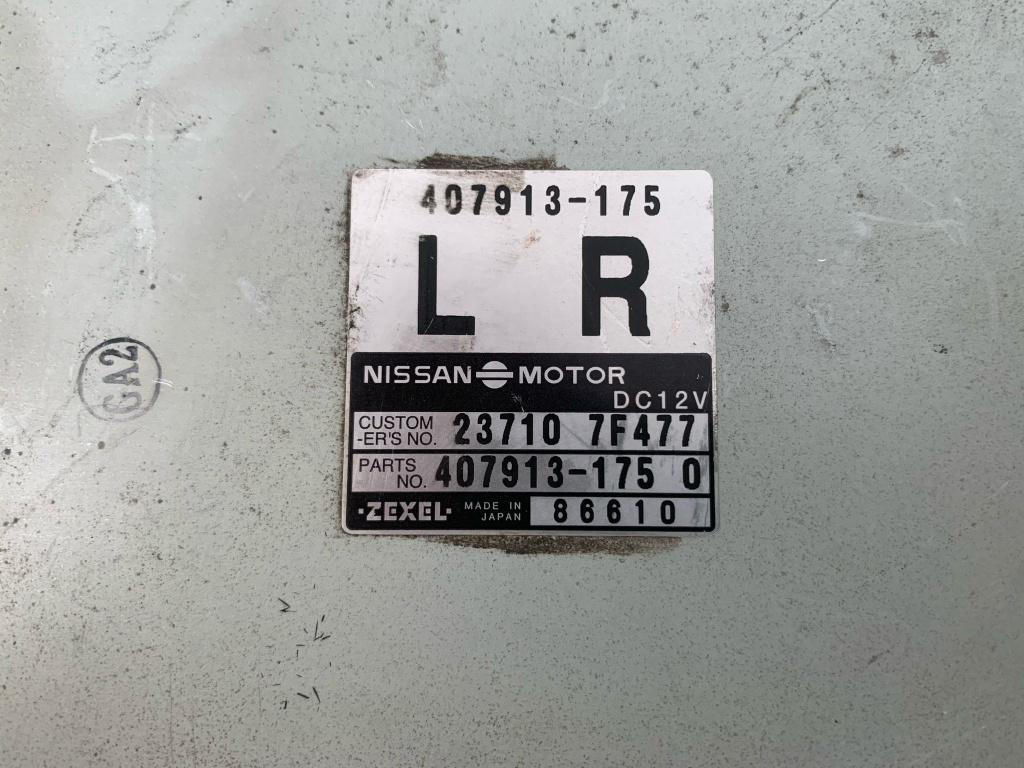 407913-175
L R
NISSAN MOTOR
DC12V
CUSTOM
-ER'S NO. 23710 7F477
PARTS
NO. 407913-175 0
·ZEXEL· MADE IN
JAPAN 86610
GA2